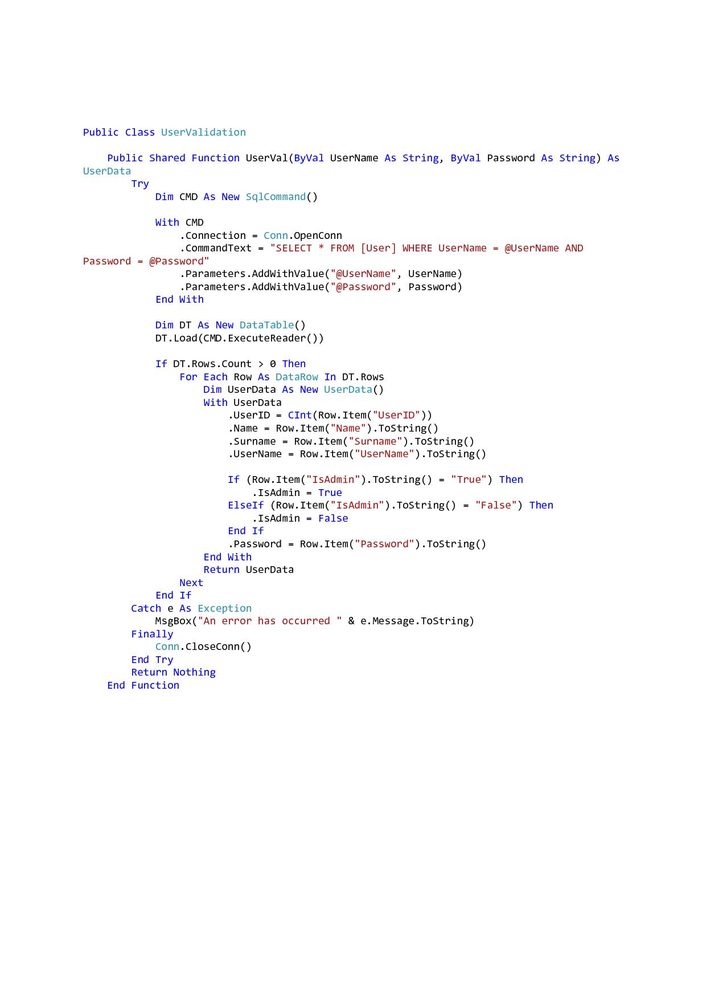 Public Class UserValidation
Public Shared Function UserVal(ByVal UserName As String, ByVal Password As String) As
UserData
Try
Dim CMD As New SqlCommand()
With CMD
.Connection = Conn.OpenConn
.CommandText = "SELECT * FROM [User] WHERE UserName = @UserName AND
Password = @Password"
.Parameters.AddWithValue("@UserName", UserName)
.Parameters.AddWithValue("@Password", Password)
End With
Dim DT As New DataTable()
DT.Load(CMD.ExecuteReader())
If DT.Rows.Count > 0 Then
For Each Row As DataRow In DT.Rows
Dim UserData As New UserData()
With UserData
.UserID = CInt(Row.Item("UserID"))
.Name = Row.Item("Name").ToString()
.Surname = Row.Item("Surname").ToString()
.UserName = Row.Item("UserName").ToString()
If (Row.Item("IsAdmin").ToString() = "True") Then
.IsAdmin = True
ElseIf (Row.Item("IsAdmin").ToString() = "False") Then
.IsAdmin = False
End If
.Password = Row.Item("Password").ToString()
End With
Return UserData
Next
End If
Catch e As Exception
MsgBox("An error has occurred " & e.Message.ToString)
Finally
Conn.CloseConn()
End Try
Return Nothing
End Function